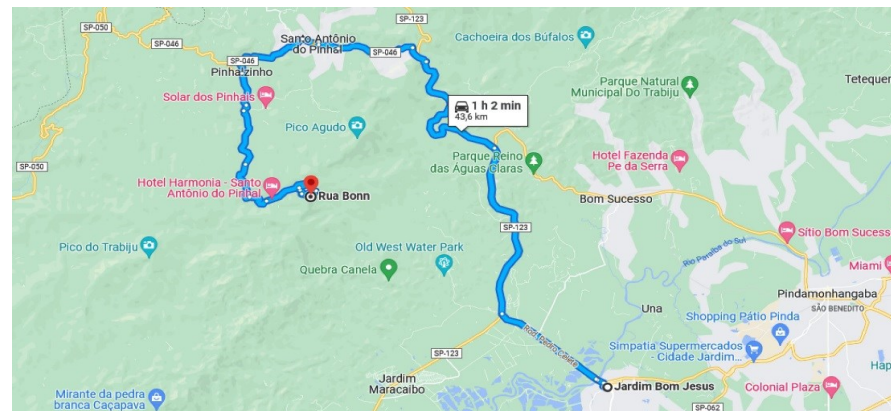 SP-050
SP-046
SP-123
Santo Antônio
do Pinhal
SP-046
SP-046
Cachoeira dos Búfalos
Pinhalzinho
Solar dos Pinhais
1 h 2 min
43,6 km
Parque Natural
Municipal Do Trabiju
Tetequer
Pico Agudo
Parque Reino
das Águas Claras
Hotel Fazenda
Pe da Serra
SP-050
Hotel Harmonia - Santo
Antônio do Pinhal
Rua Bonn
Bom Sucesso
SP-123
Sítio Bom Sucesso
Pico do Trabiju
Old West Water Park
Rio Paraíba do Sul
Quebra Canela
Miami
Una
Pindamonhangaba
SÃO BENEDITO
Shopping Pátio Pinda
SP-123
Simpatia Supermercados
- Cidade Jardim...
Jardim
Maracaibo
Jardim Bom Jesus
Hap
Mirante da pedra
branca Caçapava
Colonial Plaza
SP-062